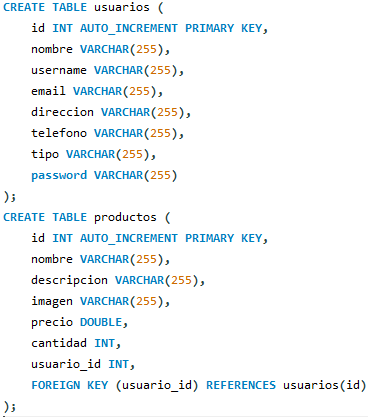 CREATE TABLE usuarios (
    id INT AUTO_INCREMENT PRIMARY KEY,
    nombre VARCHAR(255),
    username VARCHAR(255),
    email VARCHAR(255),
    direccion VARCHAR(255),
    telefono VARCHAR(255),
    tipo VARCHAR(255),
    password VARCHAR(255)
);
CREATE TABLE productos (
    id INT AUTO_INCREMENT PRIMARY KEY,
    nombre VARCHAR(255),
    descripcion VARCHAR(255),
    imagen VARCHAR(255),
    precio DOUBLE,
    cantidad INT,
    usuario_id INT,
    FOREIGN KEY (usuario_id) REFERENCES usuarios(id)
);